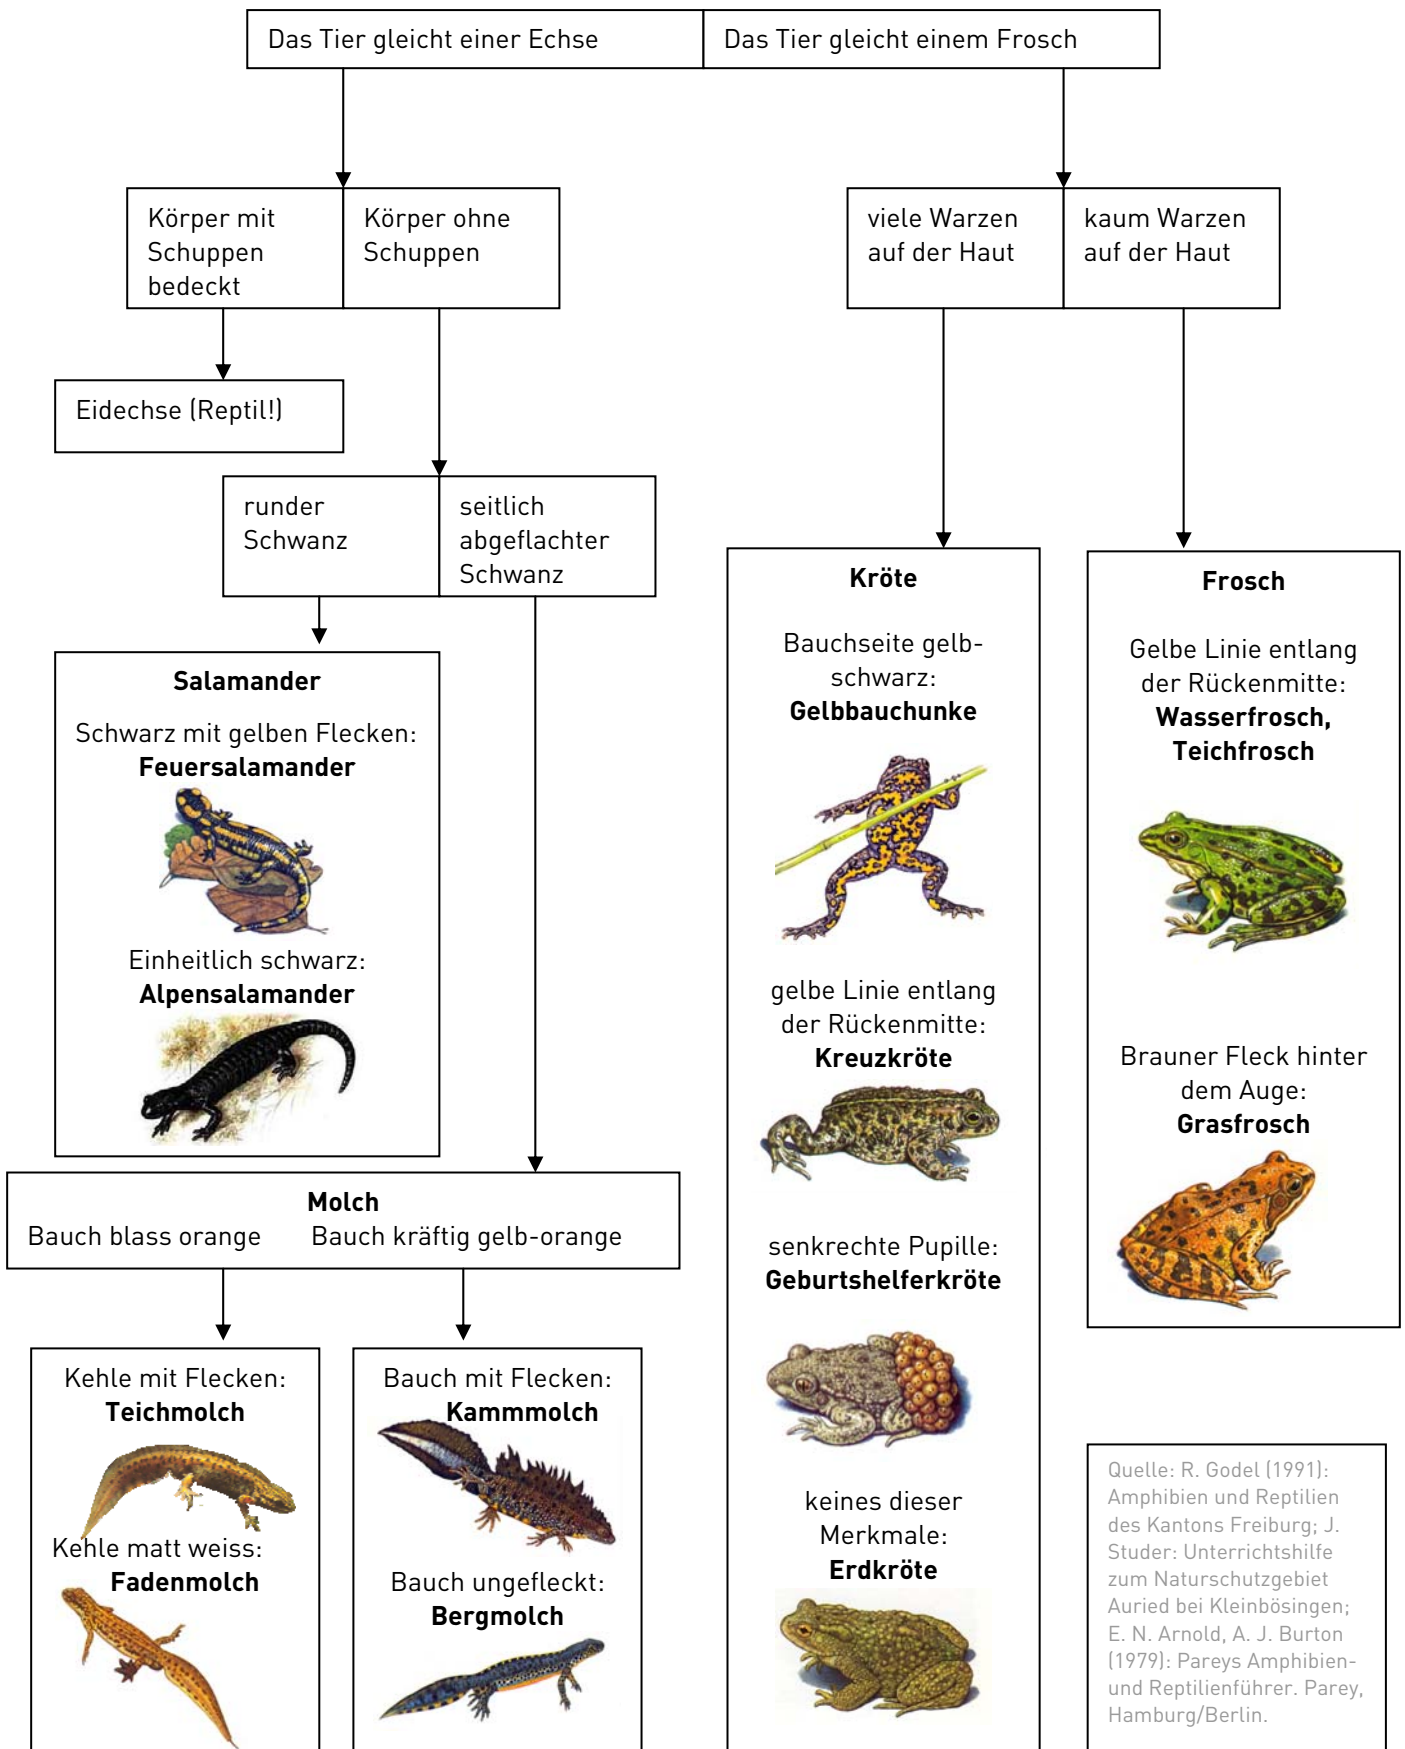 Das Tier gleicht einer Echse
Das Tier gleicht einem Frosch
Körper mit
Schuppen
bedeckt
Körper ohne
Schuppen
viele Warzen
auf der Haut
kaum Warzen
auf der Haut
Eidechse (Reptil!)
runder
Schwanz
seitlich
abgeflachter
Schwanz
Salamander
Schwarz mit gelben Flecken:
Feuersalamander
Einheitlich schwarz:
Alpensalamander
Molch
Bauch blass orange
Bauch kräftig gelb-orange
Kehle mit Flecken:
Teichmolch
Kehle matt weiss:
Fadenmolch
Bauch mit Flecken:
Kammmolch
Bauch ungefleckt:
Bergmolch
Kröte
Bauchseite gelb-
schwarz:
Gelbbauchunke
gelbe Linie entlang
der Rückenmitte:
Kreuzkröte
senkrechte Pupille:
Geburtshelferkröte
keines dieser
Merkmale:
Erdkröte
Frosch
Gelbe Linie entlang
der Rückenmitte:
Wasserfrosch,
Teichfrosch
Brauner Fleck hinter
dem Auge:
Grasfrosch
Quelle: R. Godel (1991):
Amphibien und Reptilien
des Kantons Freiburg; J.
Studer: Unterrichtshilfe
zum Naturschutzgebiet
Auried bei Kleinbösingen;
E. N. Arnold, A. J. Burton
(1979): Pareys Amphibien-
und Reptilienführer. Parey,
Hamburg/Berlin.